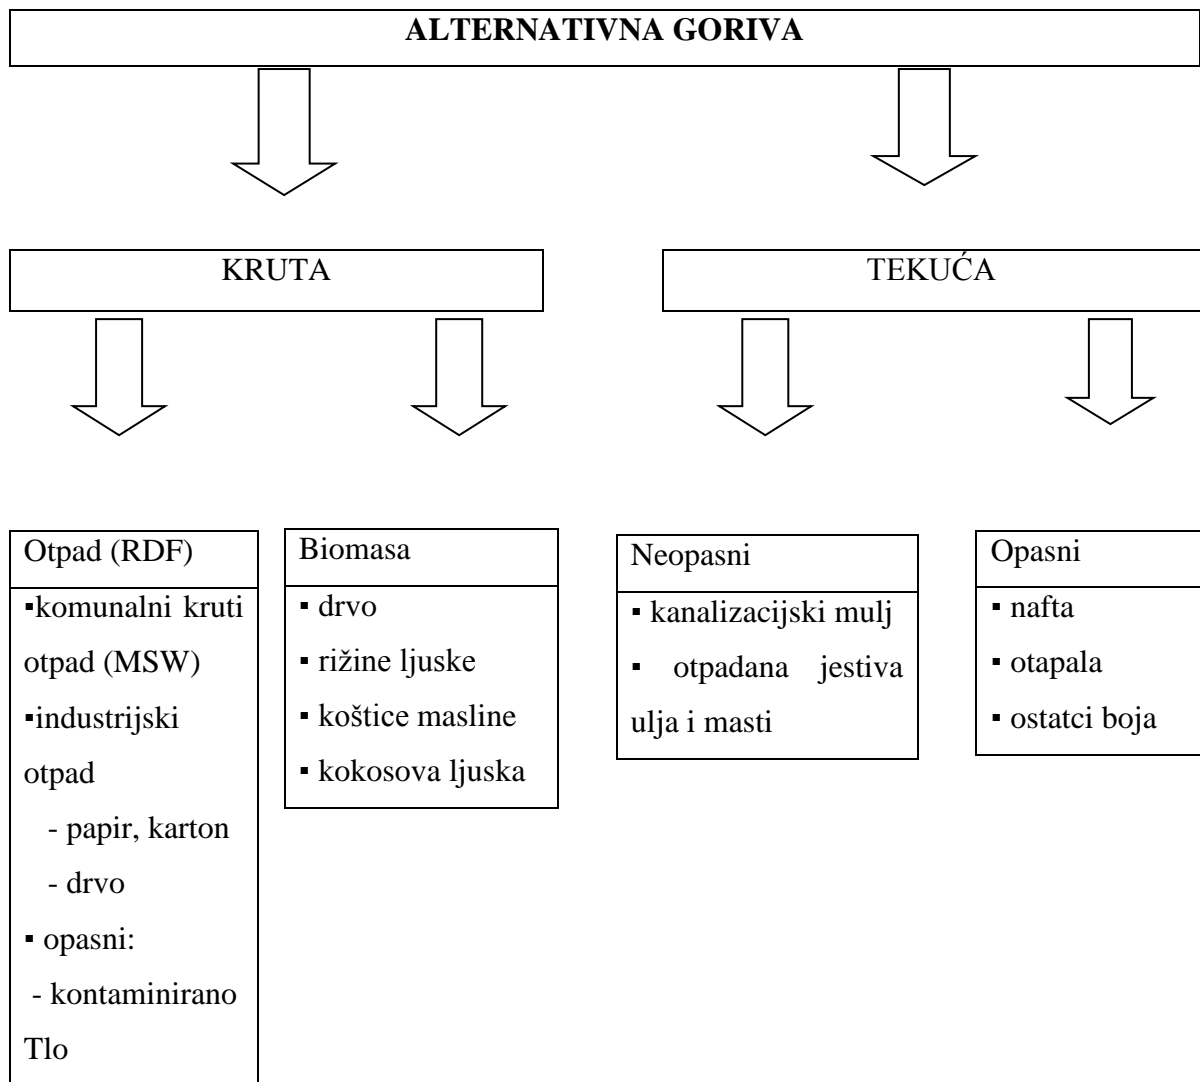 ALTERNATIVNA GORIVA
KRUTA
TEKUĆA
Otpad (RDF)
▪komunalni kruti
otpad (MSW)
▪industrijski
otpad
- papir, karton
- drvo
▪ opasni:
- kontaminirano
Tlo
Biomasa
▪ drvo
▪ rižine ljuske
▪ koštice masline
▪ kokosova ljuska
Neopasni
▪ kanalizacijski mulj
▪ otpadana jestiva
ulja i masti
Opasni
▪ nafta
▪ otapala
▪ ostatci boja